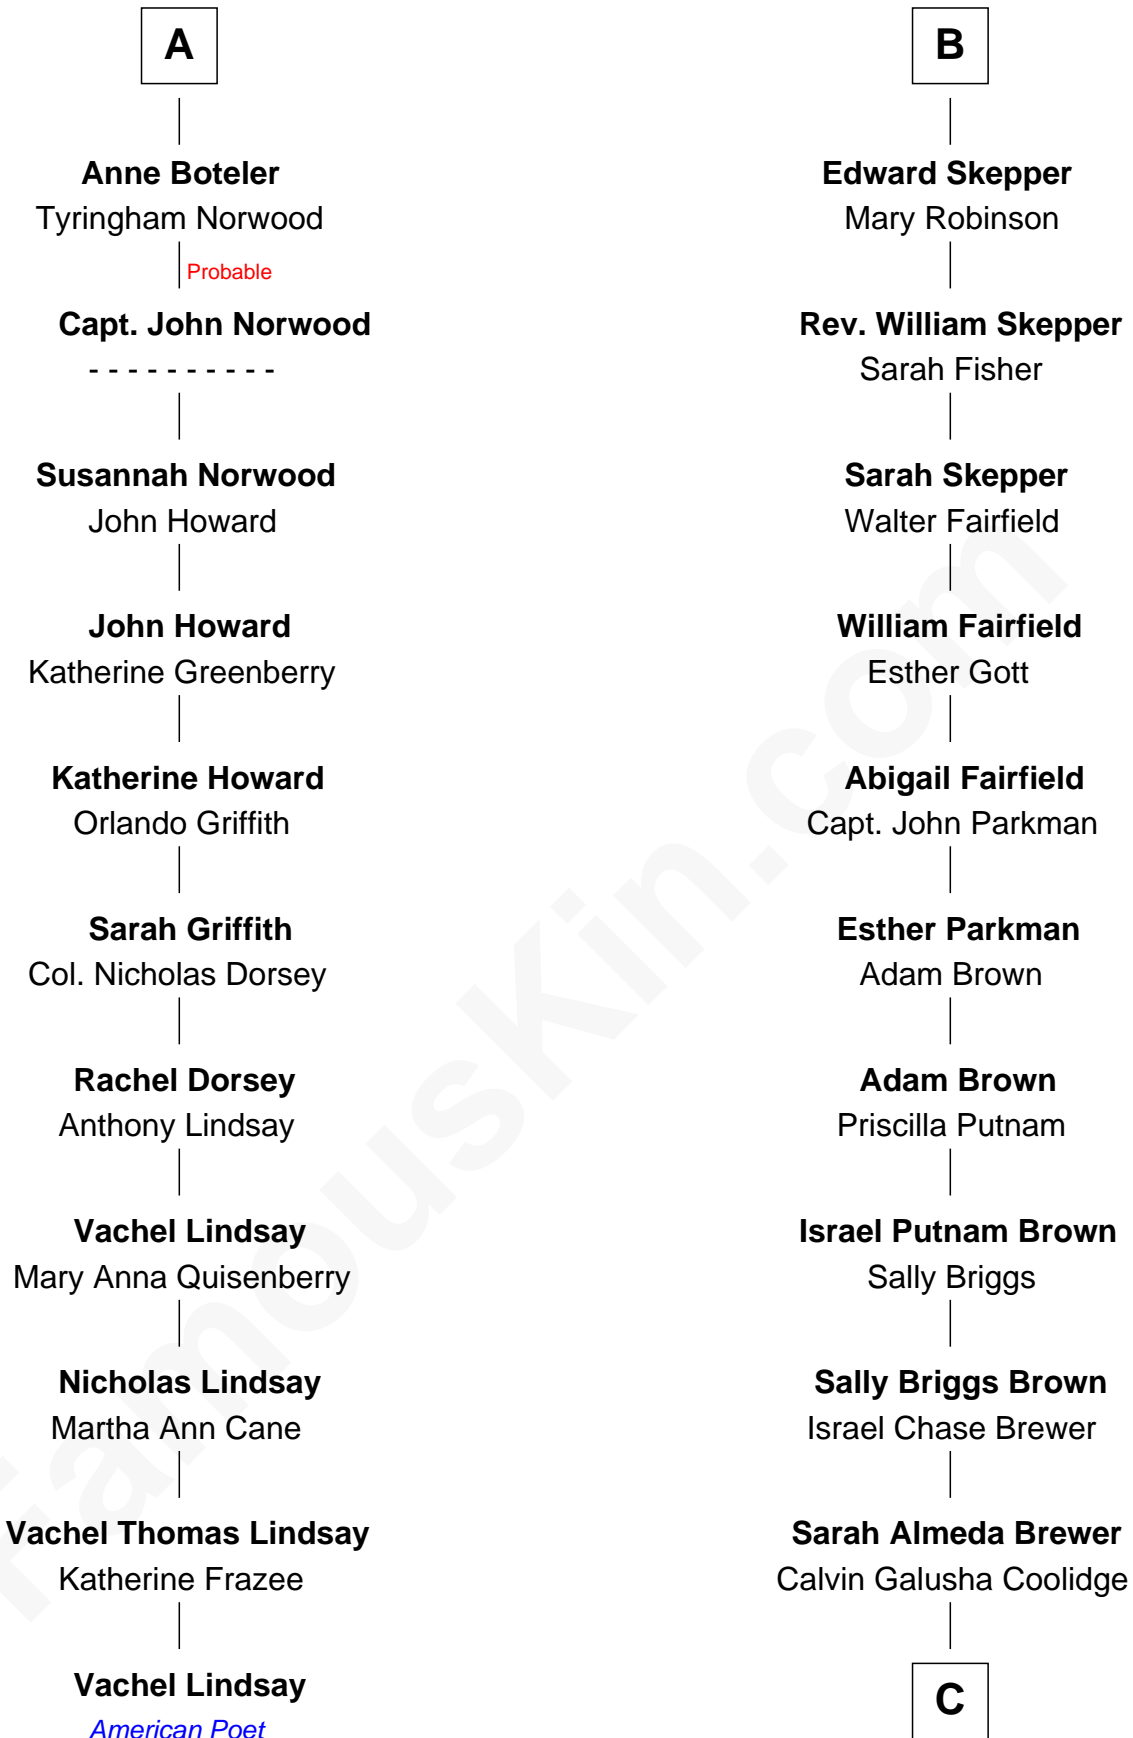 A
Anne Boteler
Tyringham Norwood
Probable
Capt. John Norwood
- - - - - - - - - -
Susannah Norwood
John Howard
John Howard
Katherine Greenberry
Katherine Howard
Orlando Griffith
Sarah Griffith
Col. Nicholas Dorsey
Rachel Dorsey
Anthony Lindsay
Vachel Lindsay
Mary Anna Quisenberry
Nicholas Lindsay
Martha Ann Cane
Vachel Thomas Lindsay
Katherine Frazee
Vachel Lindsay
American Poet
B
Edward Skepper
Mary Robinson
Rev. William Skepper
Sarah Fisher
Sarah Skepper
Walter Fairfield
William Fairfield
Esther Gott
Abigail Fairfield
Capt. John Parkman
Esther Parkman
Adam Brown
Adam Brown
Priscilla Putnam
Israel Putnam Brown
Sally Briggs
Sally Briggs Brown
Israel Chase Brewer
Sarah Almeda Brewer
Calvin Galusha Coolidge
C
FamousKin.com